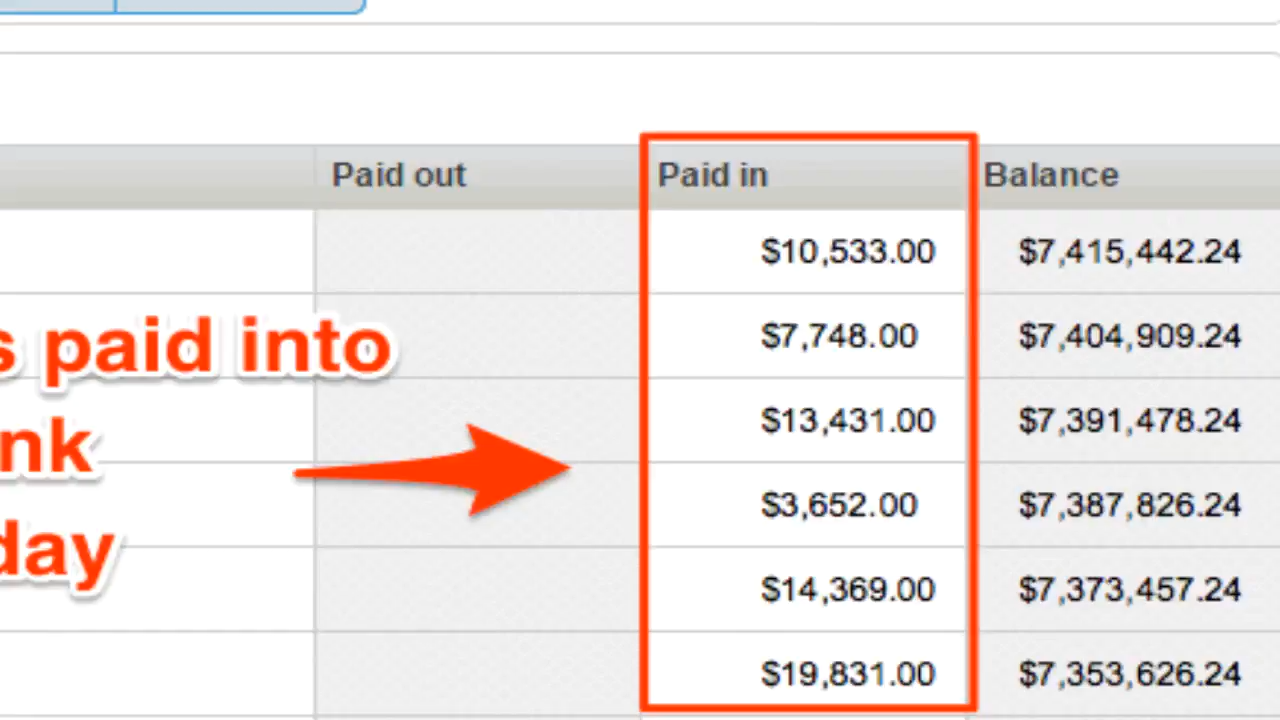 Paid out Paid in Balance
$10,533.00 $7,415,442.24
$7,748.00 $7,404,909.24
s paid into
$13,431.00 $7,391,478.24
nk
$3,652.00 $7,387,826.24
day
$14,369.00 $7,373,457.24
$19,831.00 $7,353,626.24